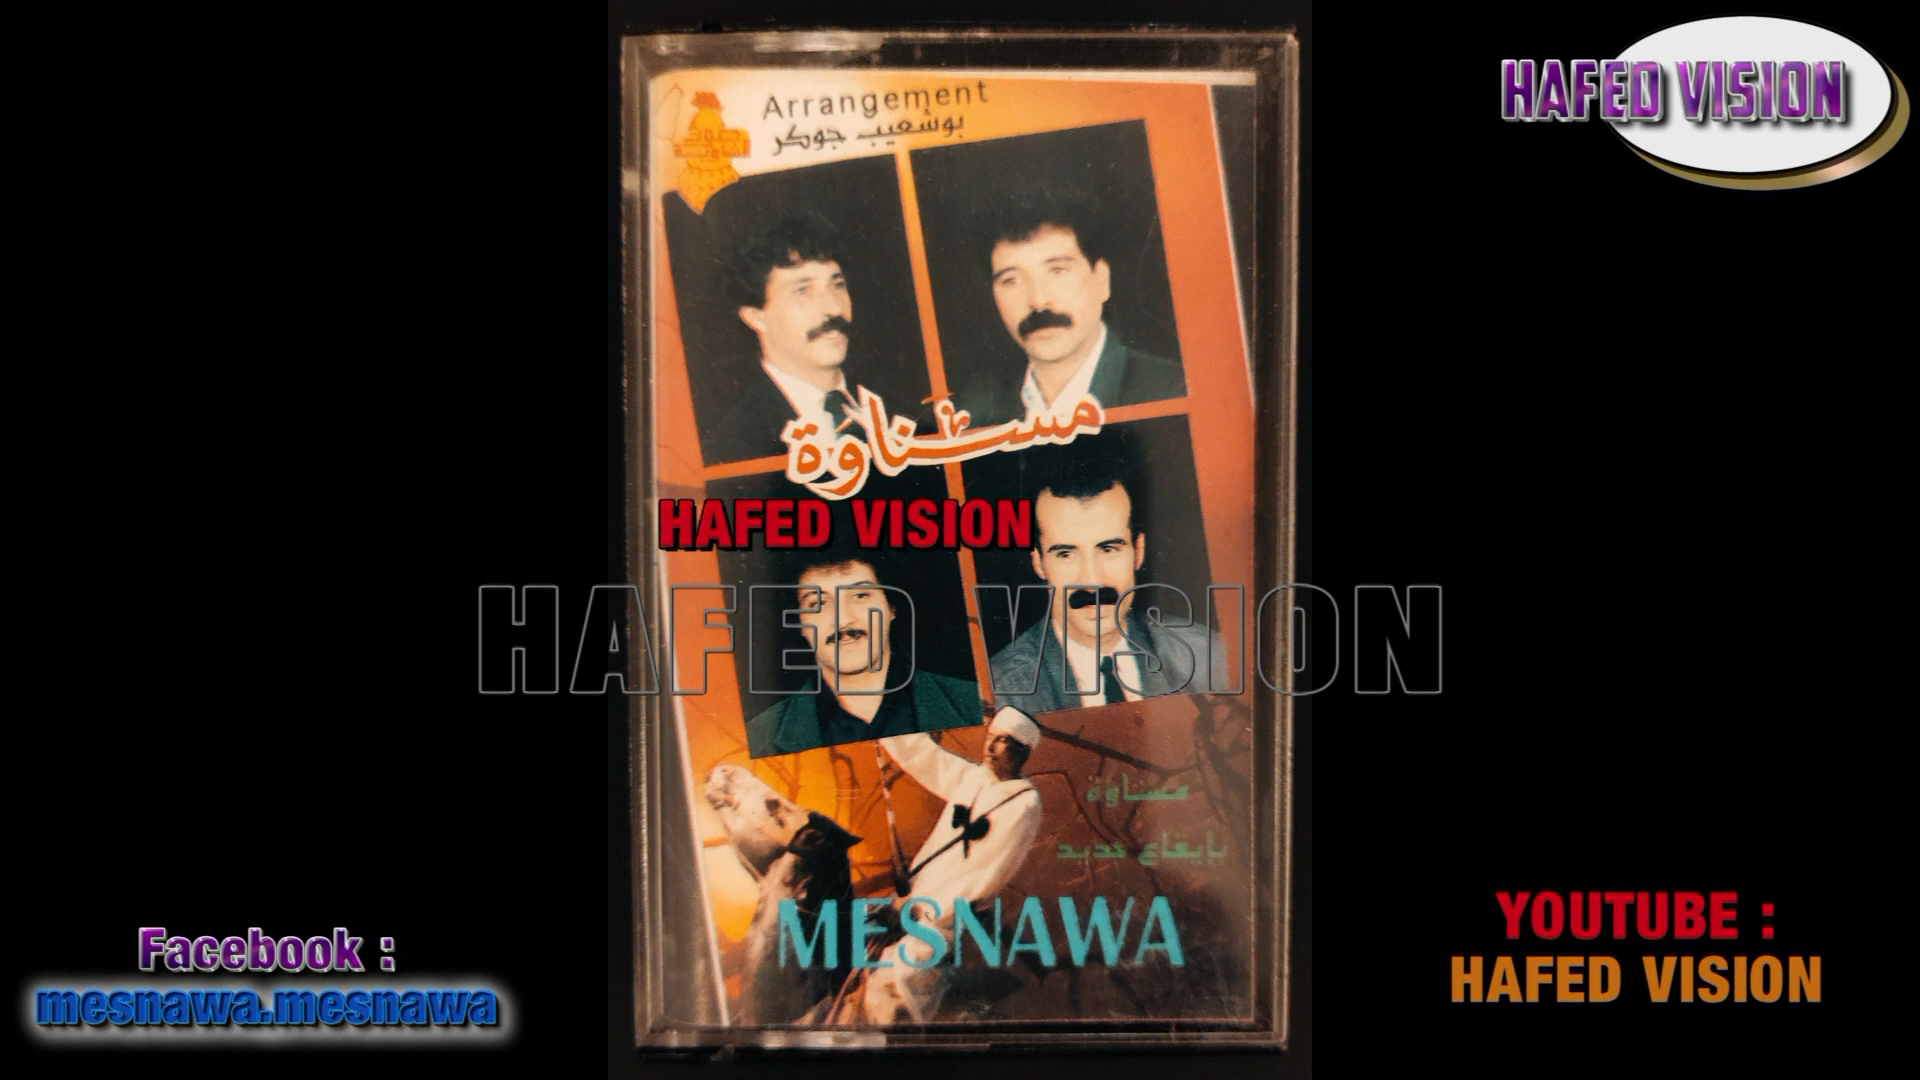 HAFED VISION
Arrangement
بوشعيب جوكر
صوت
مسناوة
HAFED VISION
HAFED VISION
مسناوة
بإيقاع جديد
MESNAWA
Facebook :
mesnawa.mesnawa
YOUTUBE :
HAFED VISION